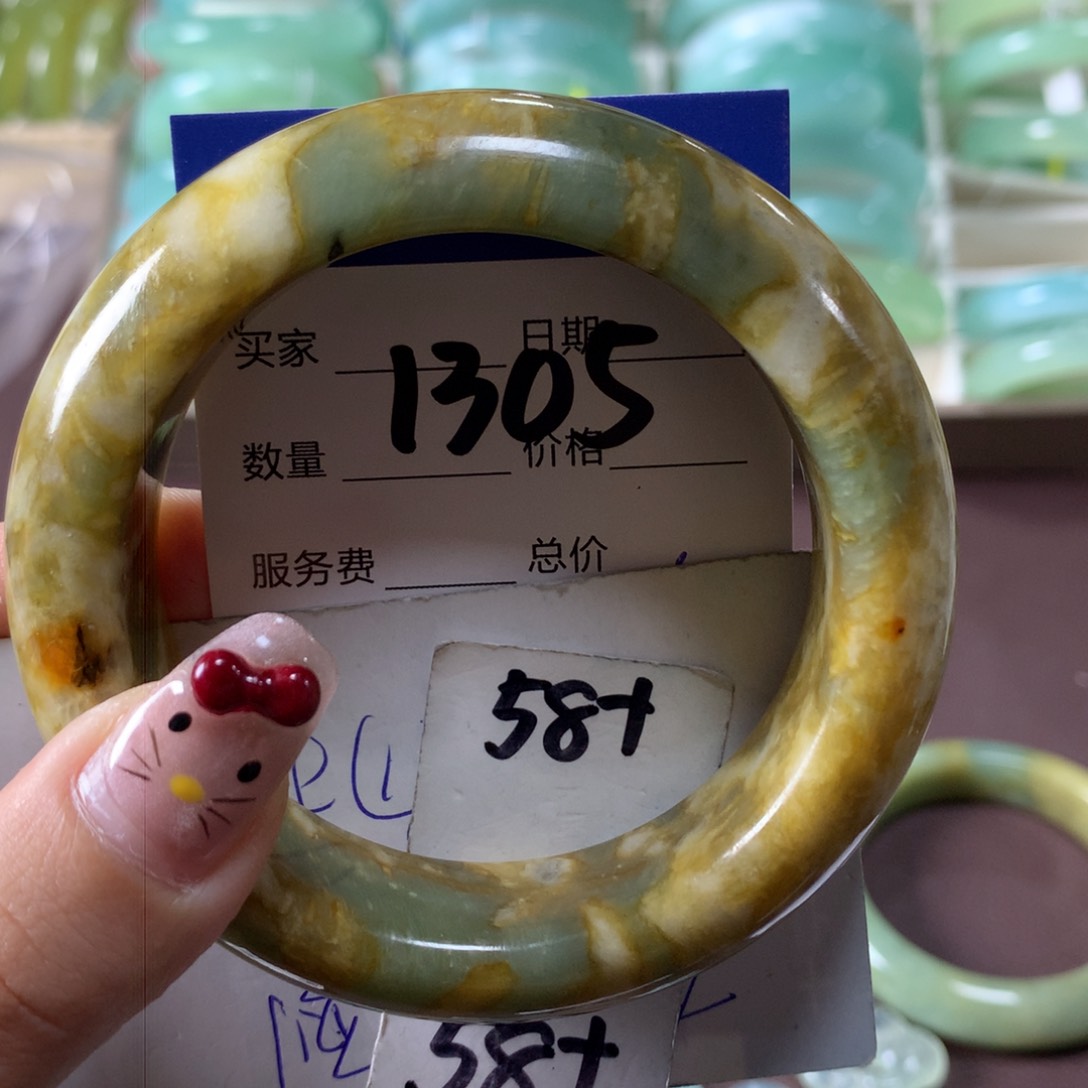 买家 日期
1305
数量 价格
服务费 总价
58+
58+